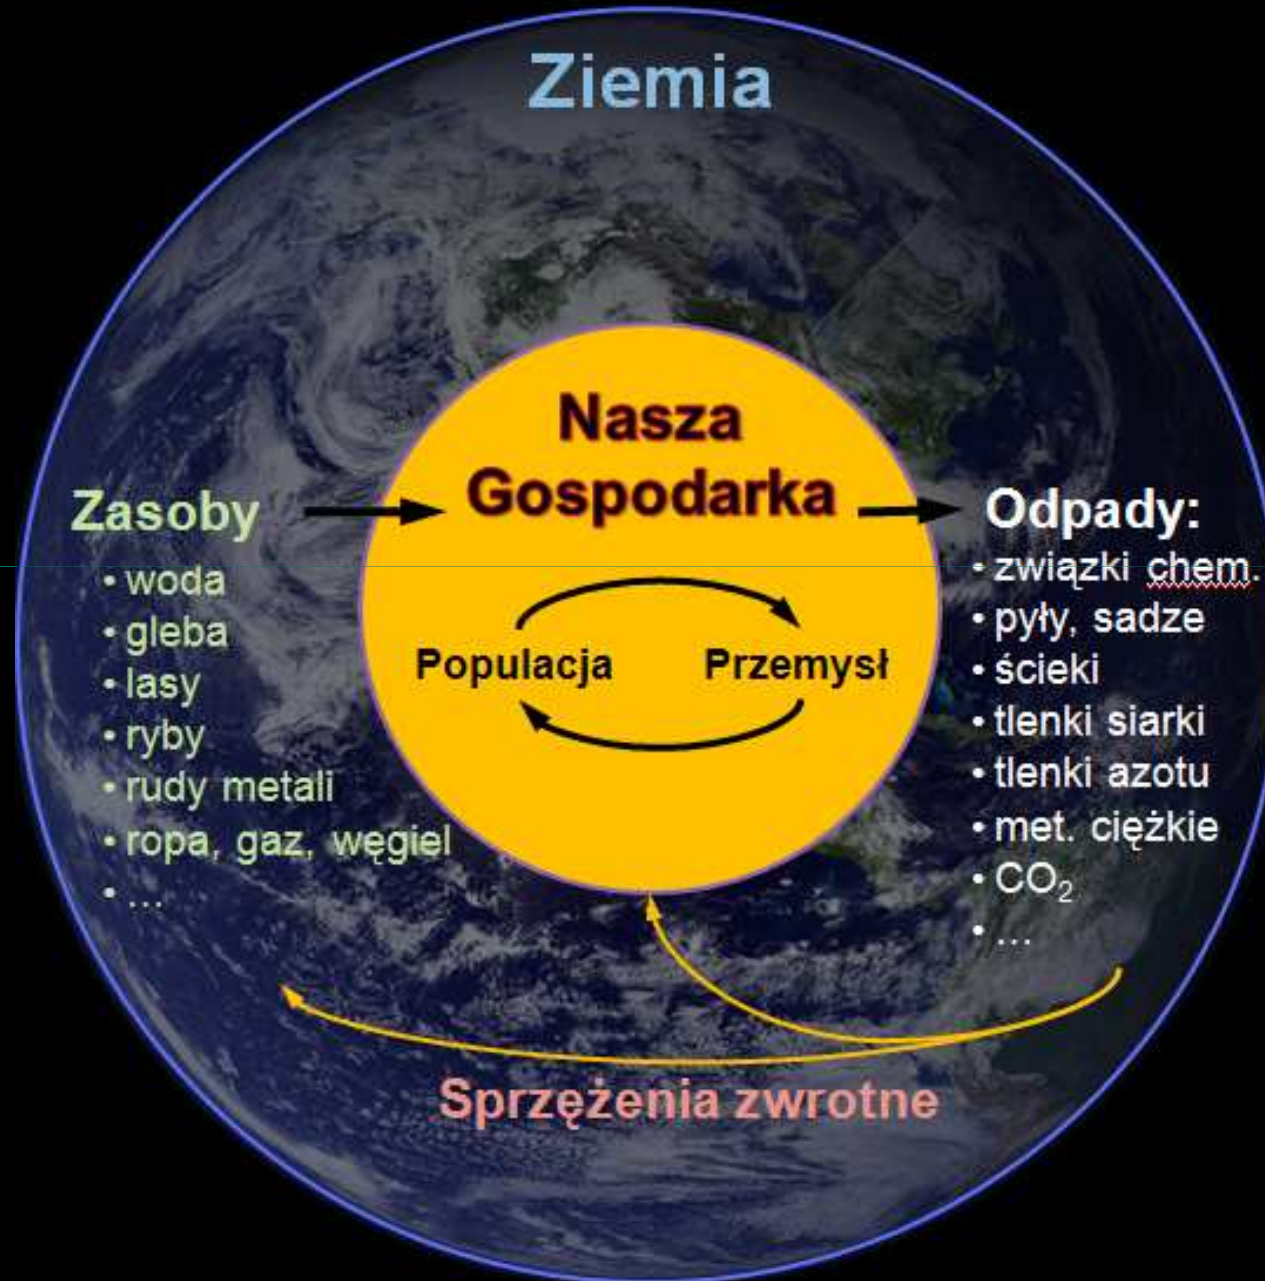 Ziemia
Nasza
Gospodarka
Populacja
Przemysł
Zasoby
• woda
• gleba
• lasy
• ryby
• rudy metali
• ropa, gaz, węgiel
• ...
Odpady:
• związki chem.
• pyły, sadze
• ścieki
• tlenki siarki
• tlenki azotu
• met. ciężkie
• CO₂
• ...
Sprzężenia zwrotne